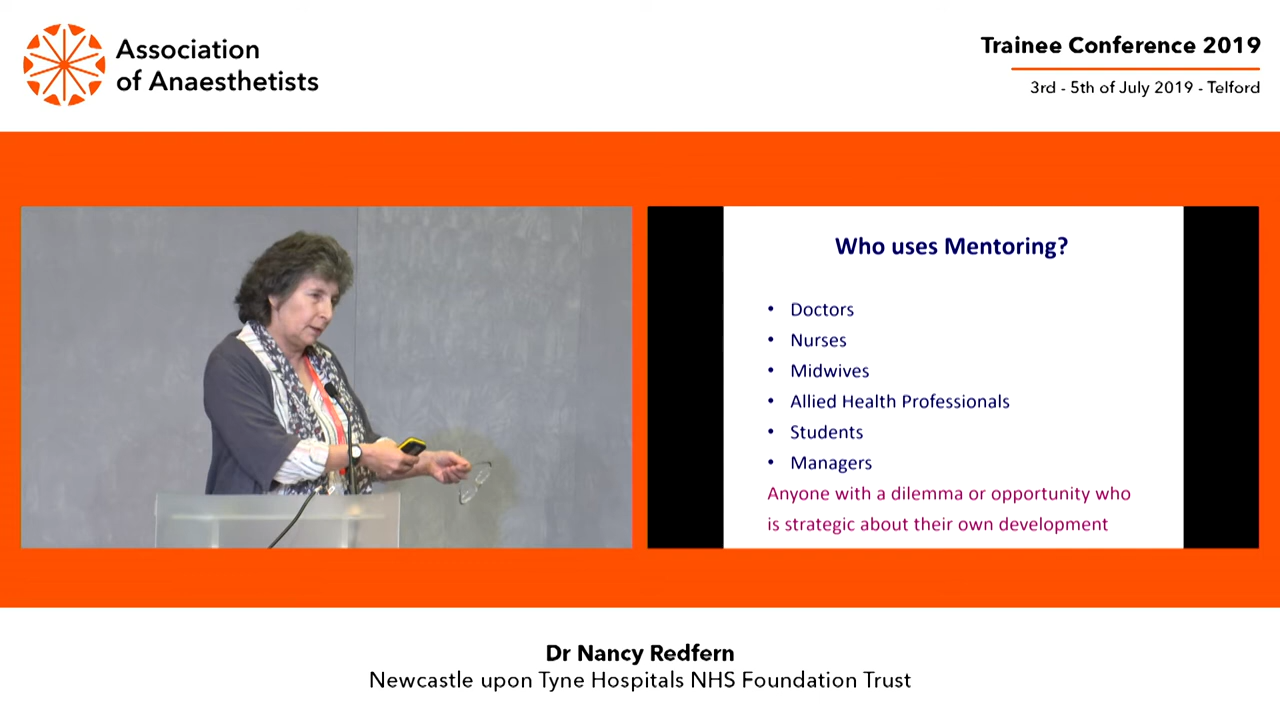 Association
of Anaesthetists
Trainee Conference 2019
3rd - 5th of July 2019 - Telford
Who uses Mentoring?
• Doctors
• Nurses
• Midwives
• Allied Health Professionals
• Students
• Managers
Anyone with a dilemma or opportunity who
is strategic about their own development
Dr Nancy Redfern
Newcastle upon Tyne Hospitals NHS Foundation Trust